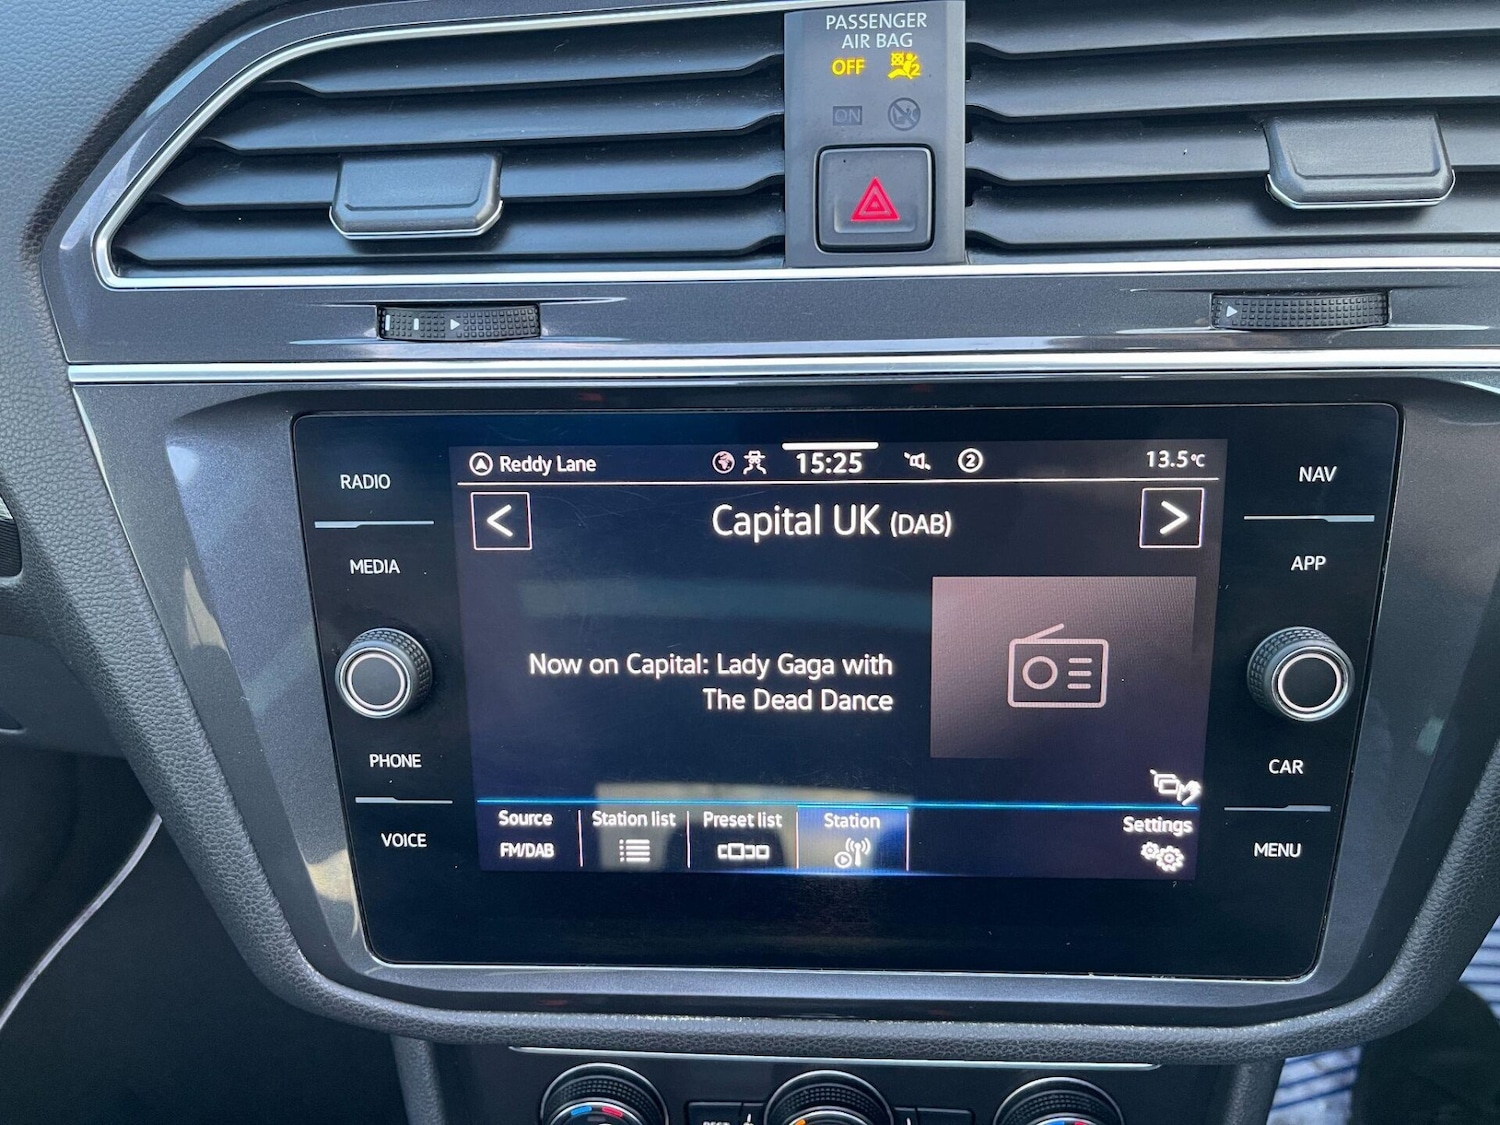 PASSENGER
AIR BAG
OFF 2
ON
RADIO
MEDIA
PHONE
VOICE
Reddy Lane 15:25 2 13.5°C
< Capital UK (DAB) >
Now on Capital: Lady Gaga with
The Dead Dance
Source Station list Preset list Station Settings
FM/DAB
NAV
APP
CAR
MENU